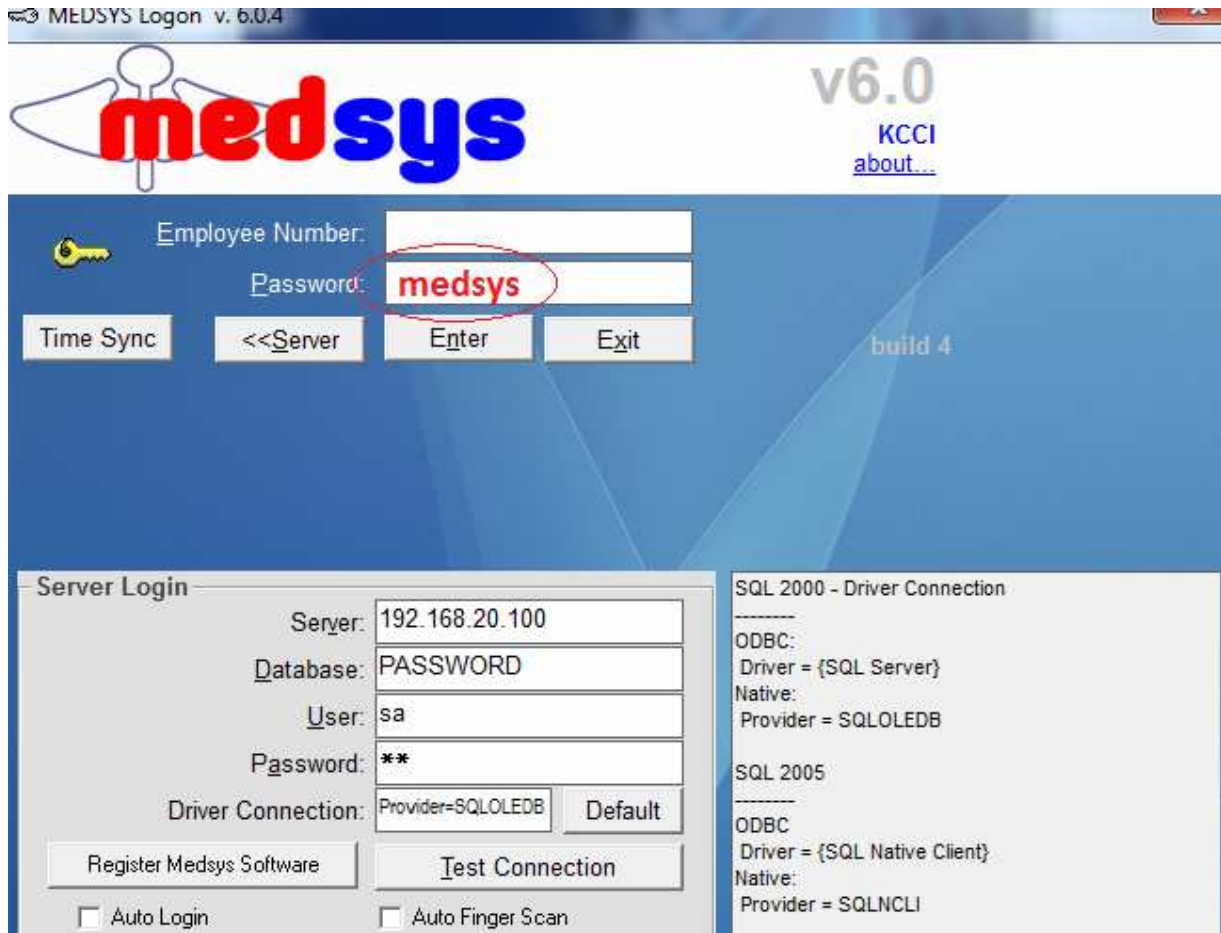 MEDSYS Logon v. 6.0.4
medsys
v6.0
KCCI
about...
Employee Number:
Password: medsys
Time Sync <<Server Enter Exit
build 4
Server Login
Server: 192.168.20.100
Database: PASSWORD
User: sa
Password: **
Driver Connection: Provider=SQLOLEDB Default
Register Medsys Software Test Connection
Auto Login Auto Finger Scan
SQL 2000 - Driver Connection
--------
ODBC:
Driver = {SQL Server}
Native:
Provider = SQLOLEDB
SQL 2005
--------
ODBC
Driver = {SQL Native Client}
Native:
Provider = SQLNCLI